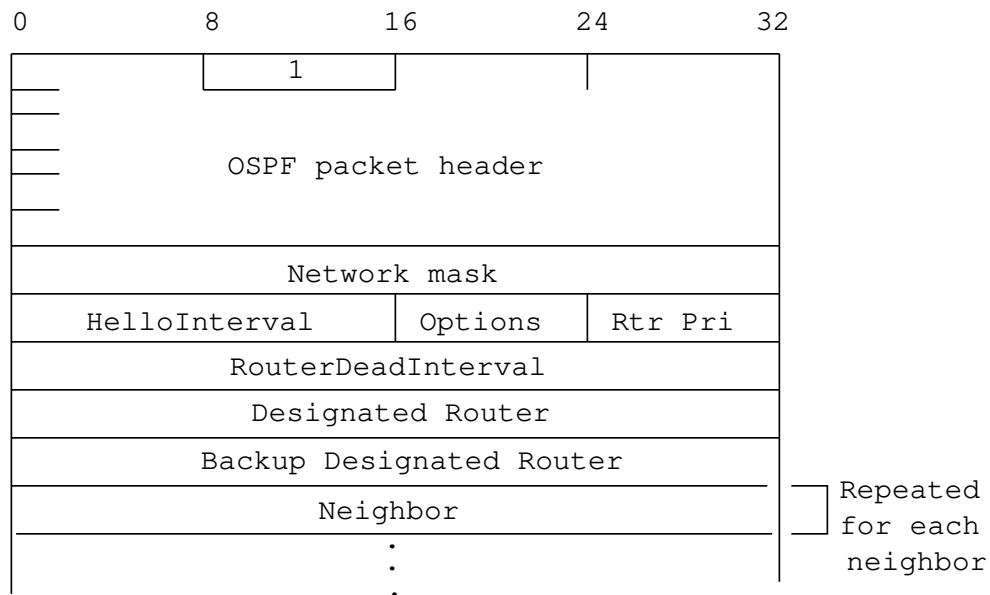 0 8 16 24 32
1
OSPF packet header
Network mask
HelloInterval Options Rtr Pri
RouterDeadInterval
Designated Router
Backup Designated Router
Neighbor
Repeated
for each
neighbor
.
.
.